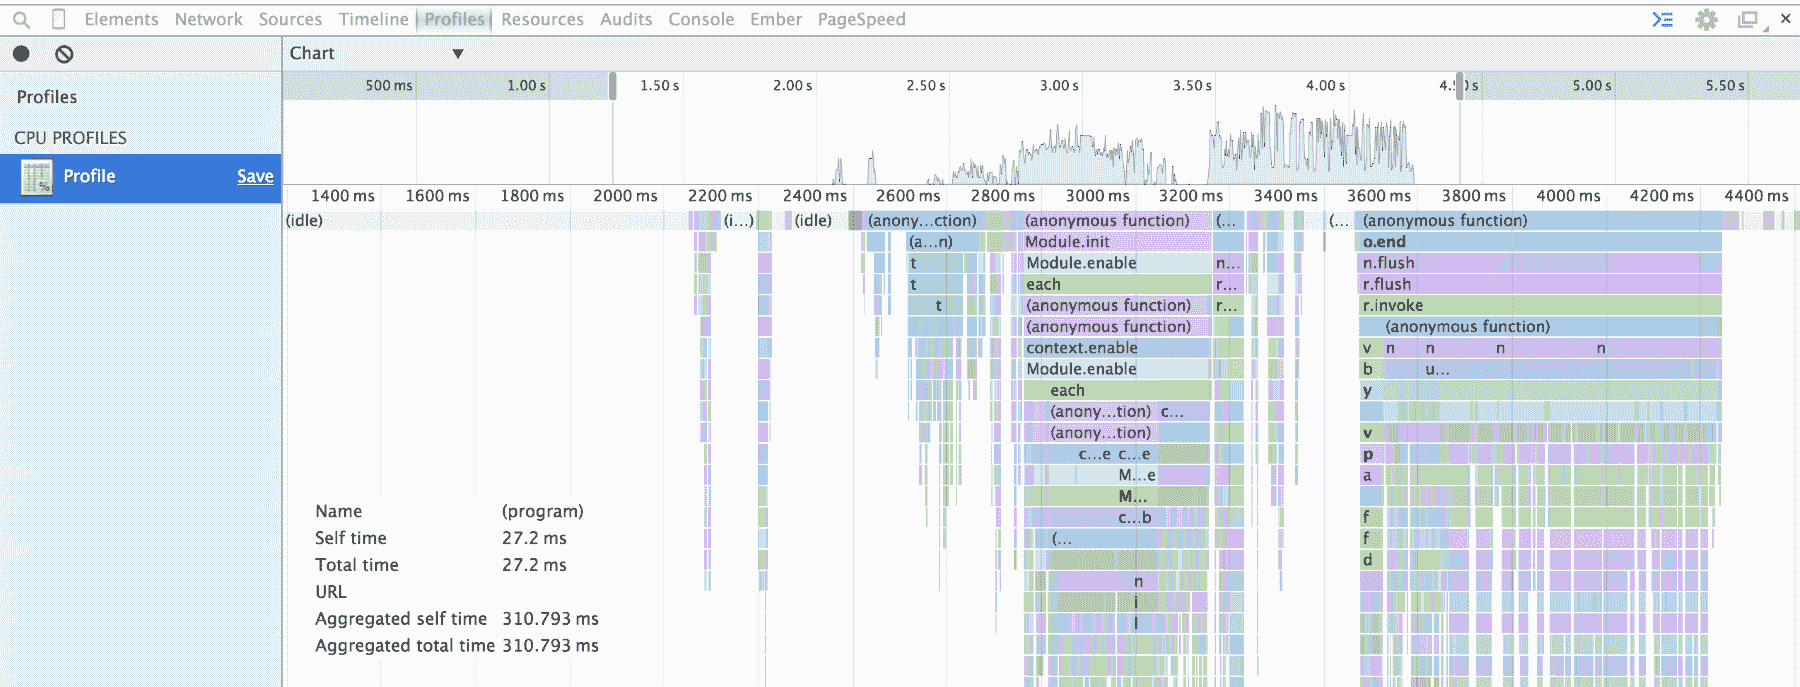 Elements Network Sources Timeline Profiles Resources Audits Console Ember PageSpeed
Chart
500 ms 1.00 s 1.50 s 2.00 s 2.50 s 3.00 s 3.50 s 4.00 s 5.00 s 5.50 s
Profiles
CPU PROFILES
Profile Save
1400 ms 1600 ms 1800 ms 2000 ms 2200 ms 2400 ms 2600 ms 2800 ms 3000 ms 3200 ms 3400 ms 3600 ms 3800 ms 4000 ms 4200 ms 4400 ms
(idle) (i...) (idle) (anony...ction) (anonymous function) (... (... (anonymous function)
(a...n) Module.init o.end
t Module.enable n... n.flush
t each r... r.flush
t (anonymous function) r... r.invoke
(anonymous function) (anonymous function)
context.enable v n n n n
Module.enable b u...
each y
(anony...tion) c...
(anony...tion) v
c...e c...e p
M...e a
M...
c...b f
(... f
d
n
i
l
Name (program)
Self time 27.2 ms
Total time 27.2 ms
URL
Aggregated self time 310.793 ms
Aggregated total time 310.793 ms